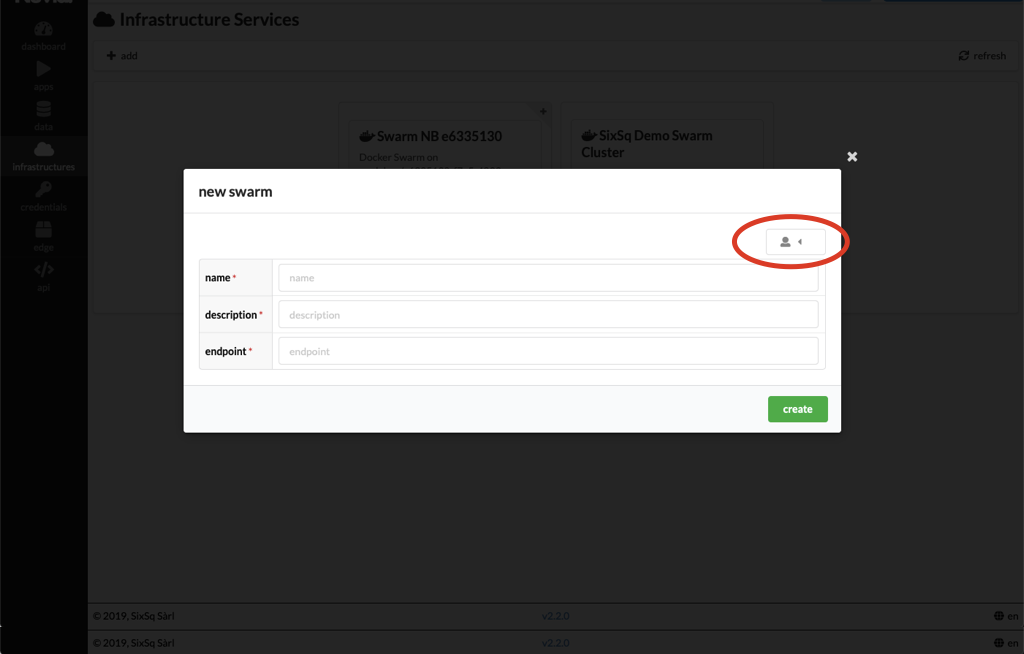 Infrastructure Services
dashboard
add
refresh
apps
data
infrastructures
credentials
edge
api
Swarm NB e6335130
Docker Swarm on
SixSq Demo Swarm
Cluster
new swarm
name *
name
description *
description
endpoint *
endpoint
create
© 2019, SixSq Sàrl
v2.2.0
en
© 2019, SixSq Sàrl
v2.2.0
en